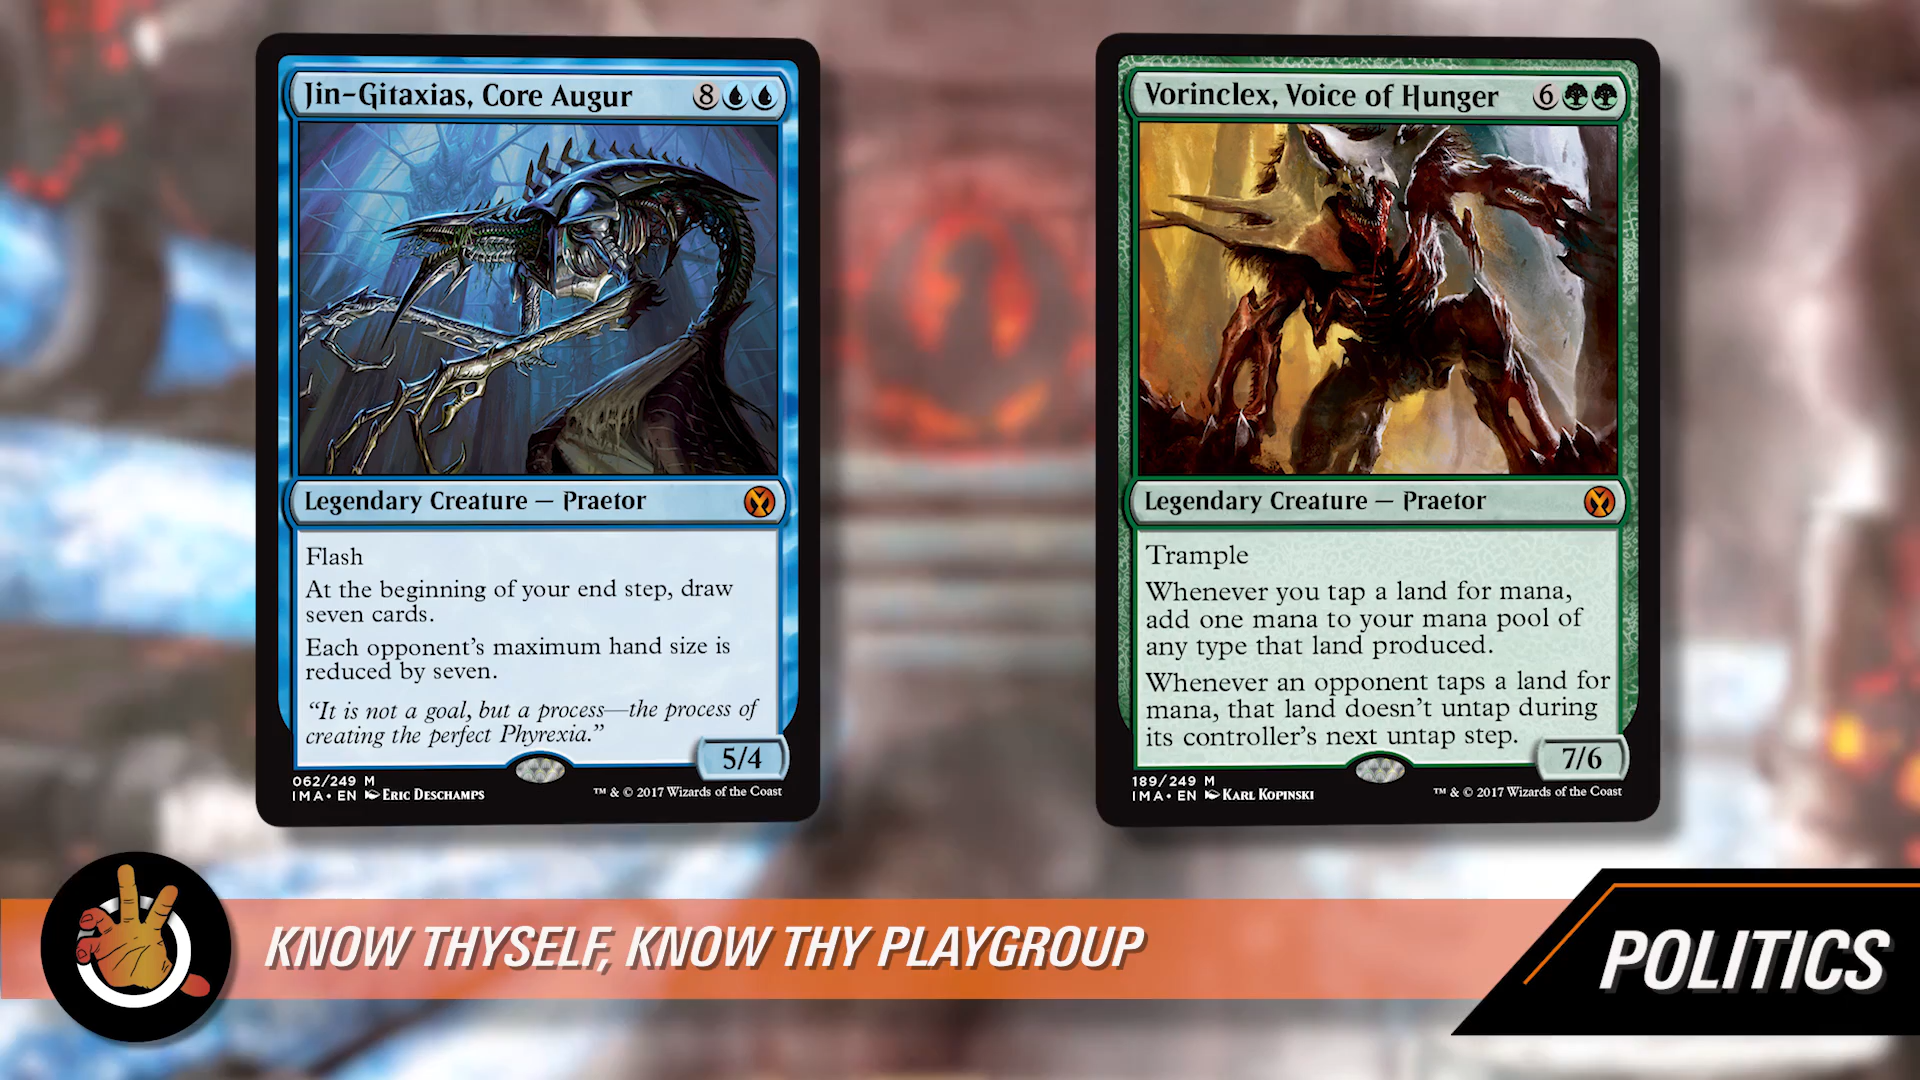 Jin-Gitaxias, Core Augur 8
Legendary Creature — Praetor
Flash
At the beginning of your end step, draw
seven cards.
Each opponent's maximum hand size is
reduced by seven.
“It is not a goal, but a process—the process of
creating the perfect Phyrexia.”
5/4
062/249 M
IMA • EN Eric Deschamps
™ & © 2017 Wizards of the Coast
Vorinclex, Voice of Hunger 6
Legendary Creature — Praetor
Trample
Whenever you tap a land for mana,
add one mana to your mana pool of
any type that land produced.
Whenever an opponent taps a land for
mana, that land doesn't untap during
its controller's next untap step.
7/6
189/249 M
IMA • EN Karl Kopinski
™ & © 2017 Wizards of the Coast
KNOW THYSELF, KNOW THY PLAYGROUP
POLITICS